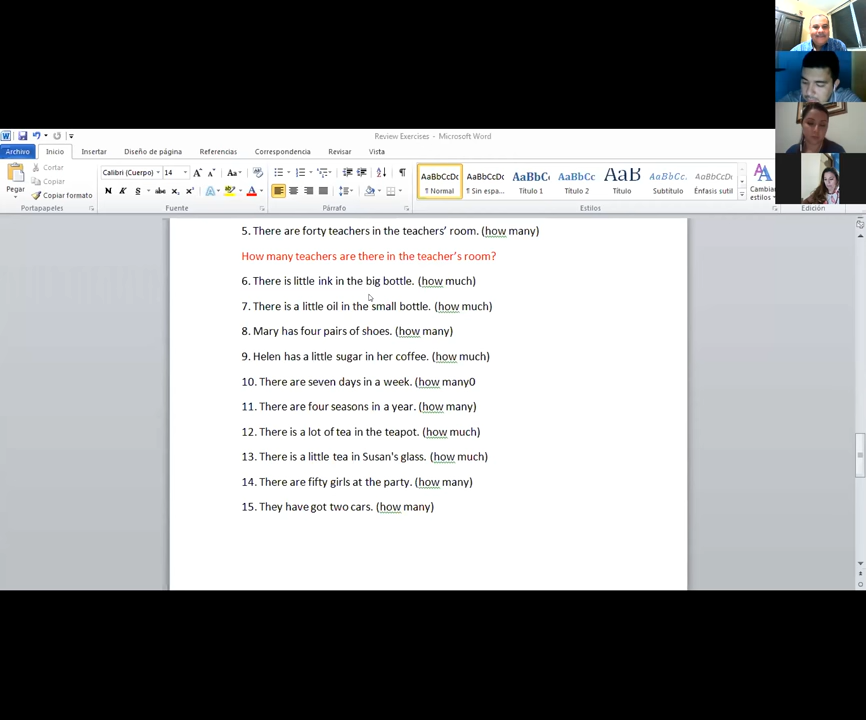 Review Exercises - Microsoft Word
Archivo Inicio Insertar Diseño de página Referencias Correspondencia Revisar Vista
Pegar
Cortar
Copiar
Copiar formato
Portapapeles
Calibri (Cuerpo) 14
Fuente
Párrafo
AaBbCcDc AaBbCcDc AaBbCc AaBbCc AaB AaBbCc. AaBbCcDc
¶ Normal ¶ Sin espa... Título 1 Título 2 Título Subtítulo Énfasis sutil
Cambiar estilos
Estilos
Edición
5. There are forty teachers in the teachers’ room. (how many)
How many teachers are there in the teacher’s room?
6. There is little ink in the big bottle. (how much)
7. There is a little oil in the small bottle. (how much)
8. Mary has four pairs of shoes. (how many)
9. Helen has a little sugar in her coffee. (how much)
10. There are seven days in a week. (how many0
11. There are four seasons in a year. (how many)
12. There is a lot of tea in the teapot. (how much)
13. There is a little tea in Susan's glass. (how much)
14. There are fifty girls at the party. (how many)
15. They have got two cars. (how many)